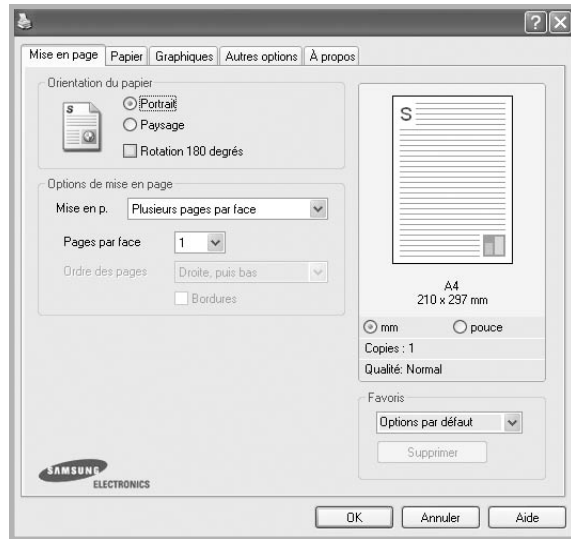 Mise en page
Papier
Graphiques
Autres options
À propos
Orientation du papier
S
Portrait
Paysage
Rotation 180 degrés
Options de mise en page
Mise en p.
Plusieurs pages par face
Pages par face
1
Ordre des pages
Droite, puis bas
Bordures
S
A4
210 x 297 mm
mm
pouce
Copies : 1
Qualité: Normal
Favoris
Options par défaut
Supprimer
SAMSUNG
ELECTRONICS
OK
Annuler
Aide